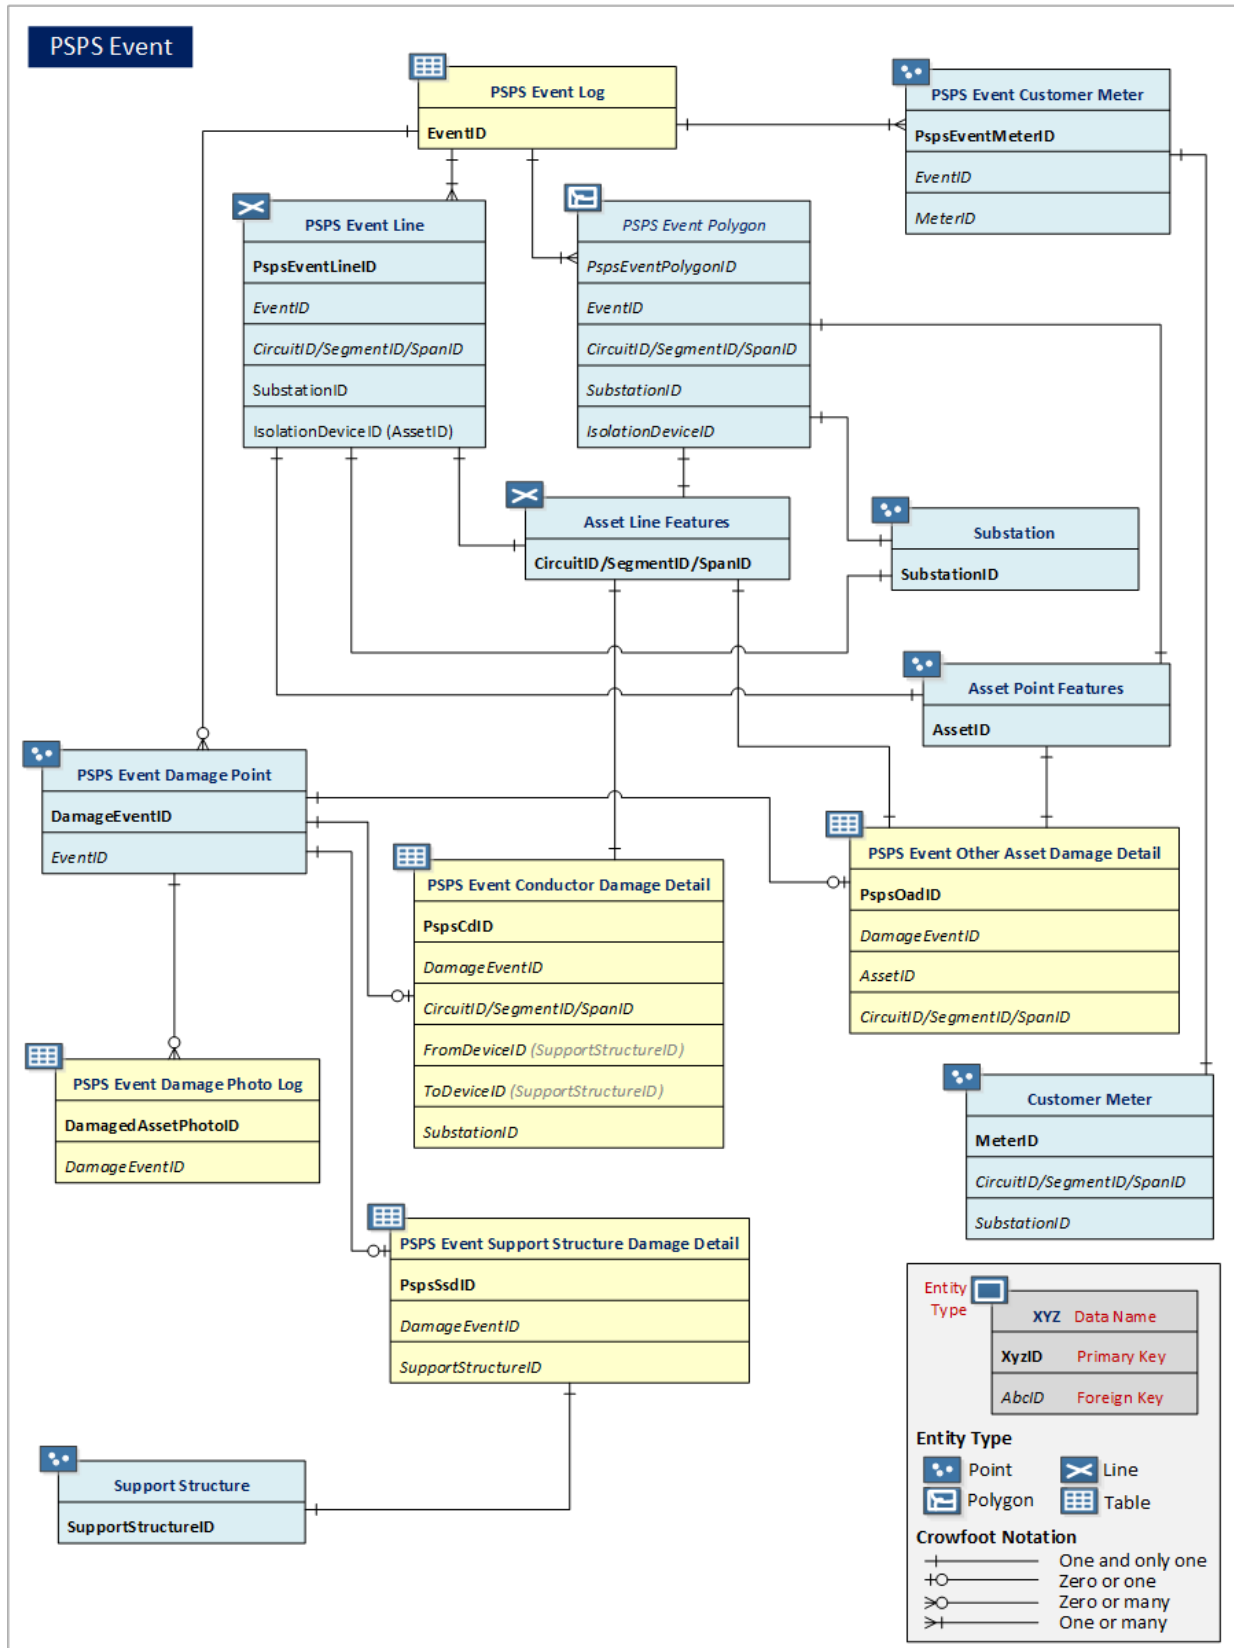 PSPS Event
PSPS Event Log
EventID
PSPS Event Customer Meter
PspsEventMeterID
EventID
MeterID
PSPS Event Line
PspsEventLineID
EventID
CircuitID/SegmentID/SpanID
SubstationID
IsolationDeviceID (AssetID)
PSPS Event Polygon
PspsEventPolygonID
EventID
CircuitID/SegmentID/SpanID
SubstationID
IsolationDeviceID
Asset Line Features
CircuitID/SegmentID/SpanID
Substation
SubstationID
Asset Point Features
AssetID
PSPS Event Damage Point
DamageEventID
EventID
PSPS Event Conductor Damage Detail
PspsCdID
DamageEventID
CircuitID/SegmentID/SpanID
FromDeviceID (SupportStructureID)
ToDeviceID (SupportStructureID)
SubstationID
PSPS Event Other Asset Damage Detail
PspsOadID
DamageEventID
AssetID
CircuitID/SegmentID/SpanID
PSPS Event Damage Photo Log
DamagedAssetPhotoID
DamageEventID
Customer Meter
MeterID
CircuitID/SegmentID/SpanID
SubstationID
PSPS Event Support Structure Damage Detail
PspsSsdID
DamageEventID
SupportStructureID
Support Structure
SupportStructureID
Entity
Type
XYZ Data Name
XyzID Primary Key
AbcID Foreign Key
Entity Type
Point
Line
Polygon
Table
Crowfoot Notation
One and only one
Zero or one
Zero or many
One or many